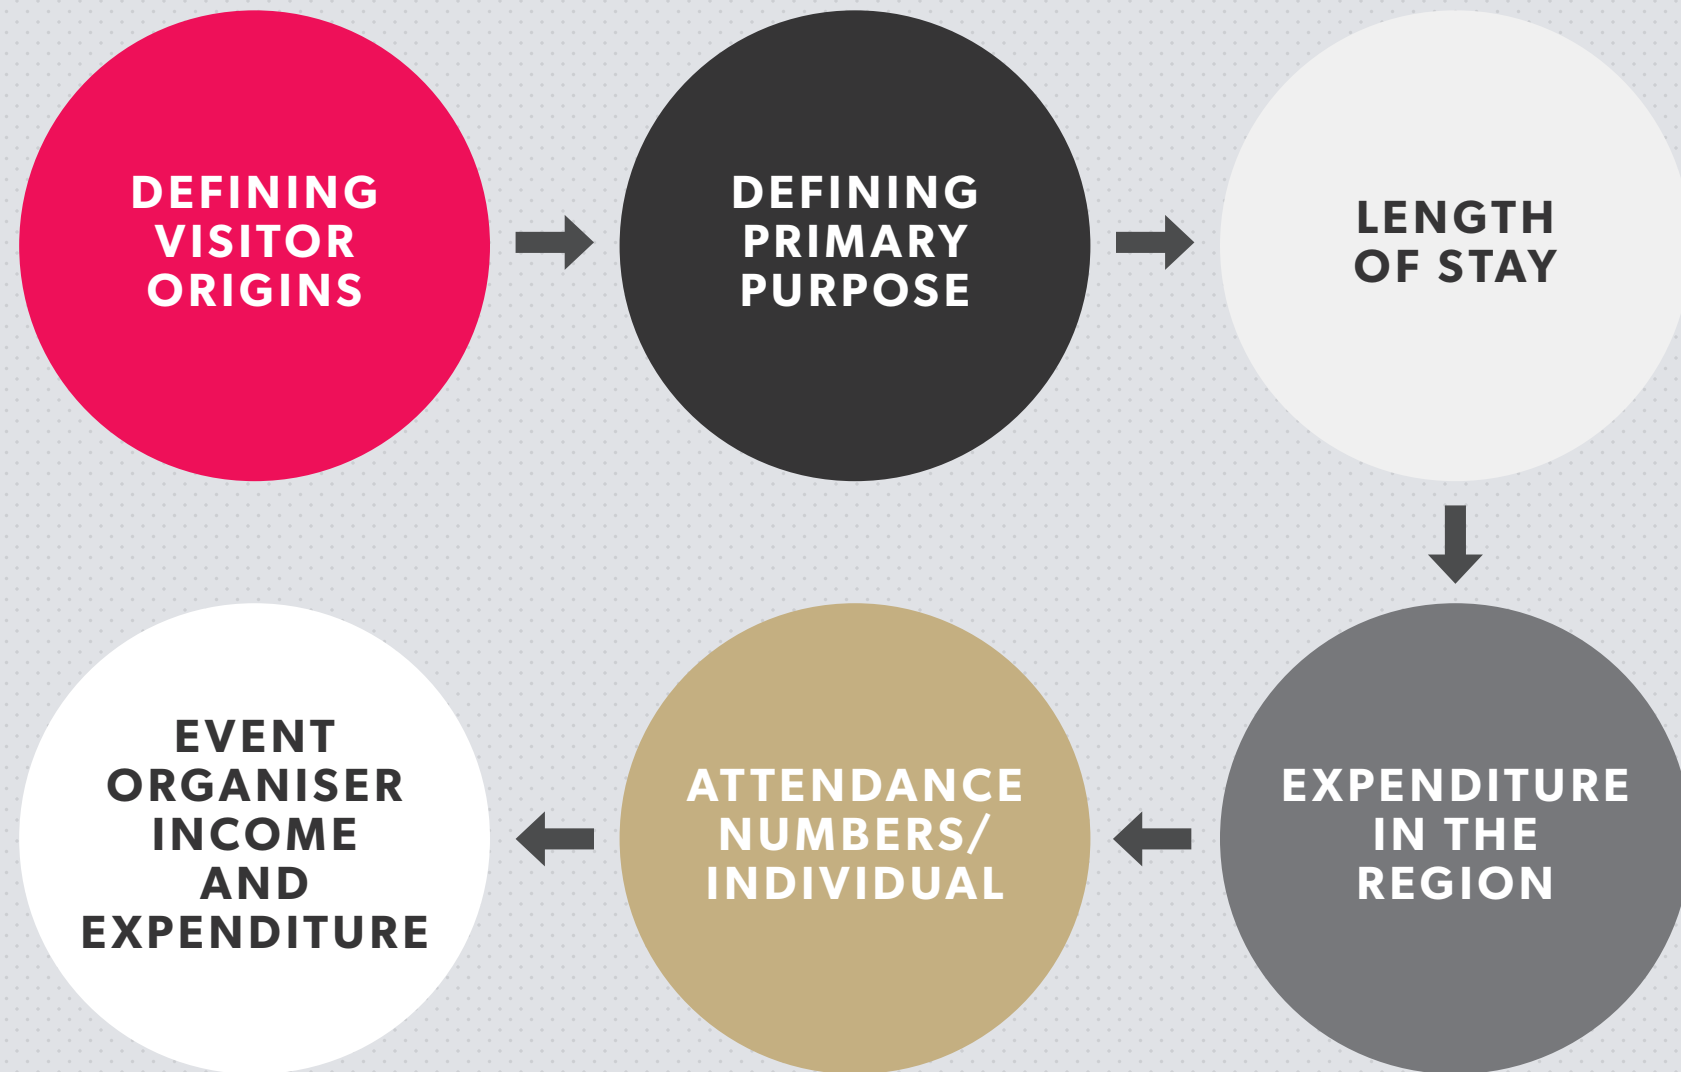 DEFINING
VISITOR
ORIGINS
DEFINING
PRIMARY
PURPOSE
LENGTH
OF STAY
EXPENDITURE
IN THE
REGION
ATTENDANCE
NUMBERS/
INDIVIDUAL
EVENT
ORGANISER
INCOME
AND
EXPENDITURE